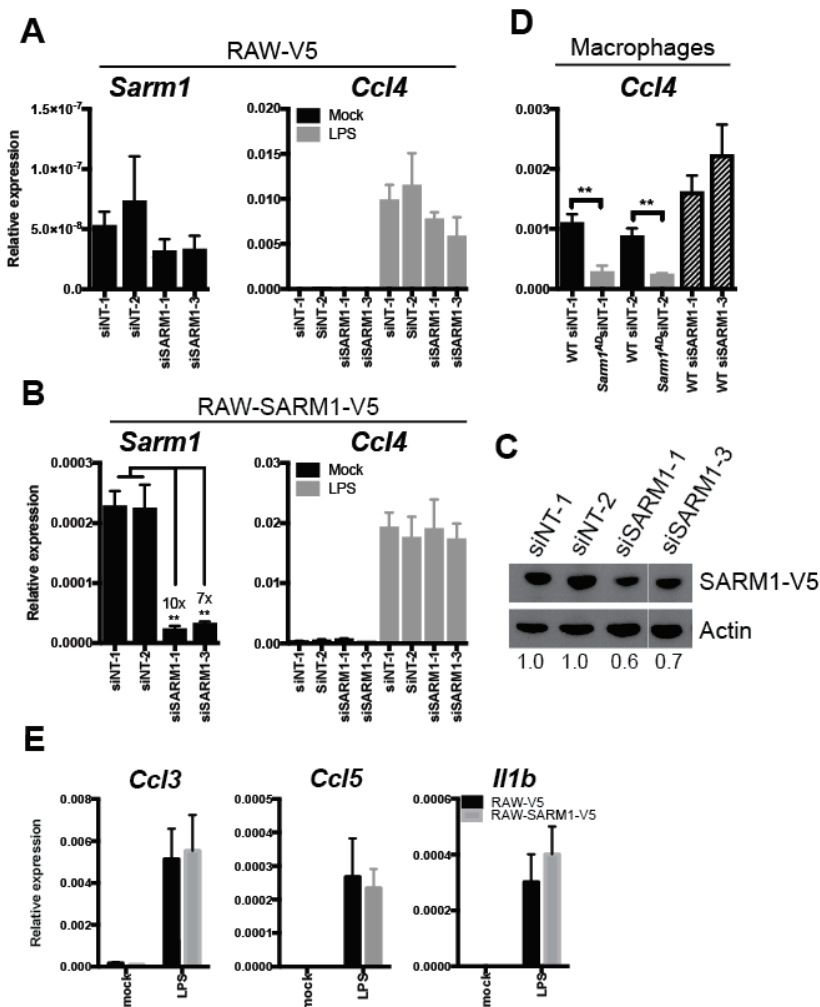 A
RAW-V5
Sarm1
Relative expression
1.5×10⁻⁷
1.0×10⁻⁷
5.0×10⁻⁸
0.0
siNT-1
siNT-2
siSARM1-1
siSARM1-3
Ccl4
Mock
LPS
0.020
0.015
0.010
0.005
0.000
siNT-1
SiNT-2
siSARM1-1
siSARM1-3
siNT-1
SiNT-2
siSARM1-1
siSARM1-3
D
Macrophages
Ccl4
0.003
0.002
0.001
0.000
**
**
WT siNT-1
Sarm1ᴬᴰsiNT-1
WT siNT-2
Sarm1ᴬᴰsiNT-2
WT siSARM1-1
WT siSARM1-3
B
RAW-SARM1-V5
Sarm1
Relative expression
0.0003
0.0002
0.0001
0.0000
10x
**
7x
**
siNT-1
siNT-2
siSARM1-1
siSARM1-3
Ccl4
Mock
LPS
0.03
0.02
0.01
0.00
siNT-1
SiNT-2
siSARM1-1
siSARM1-3
siNT-1
SiNT-2
siSARM1-1
siSARM1-3
C
siNT-1
siNT-2
siSARM1-1
siSARM1-3
SARM1-V5
Actin
1.0 1.0 0.6 0.7
E
Ccl3
Relative expression
0.008
0.006
0.004
0.002
0.000
mock
LPS
Ccl5
0.0005
0.0004
0.0003
0.0002
0.0001
0.0000
mock
LPS
Il1b
RAW-V5
RAW-SARM1-V5
0.0006
0.0004
0.0002
0.0000
mock
LPS